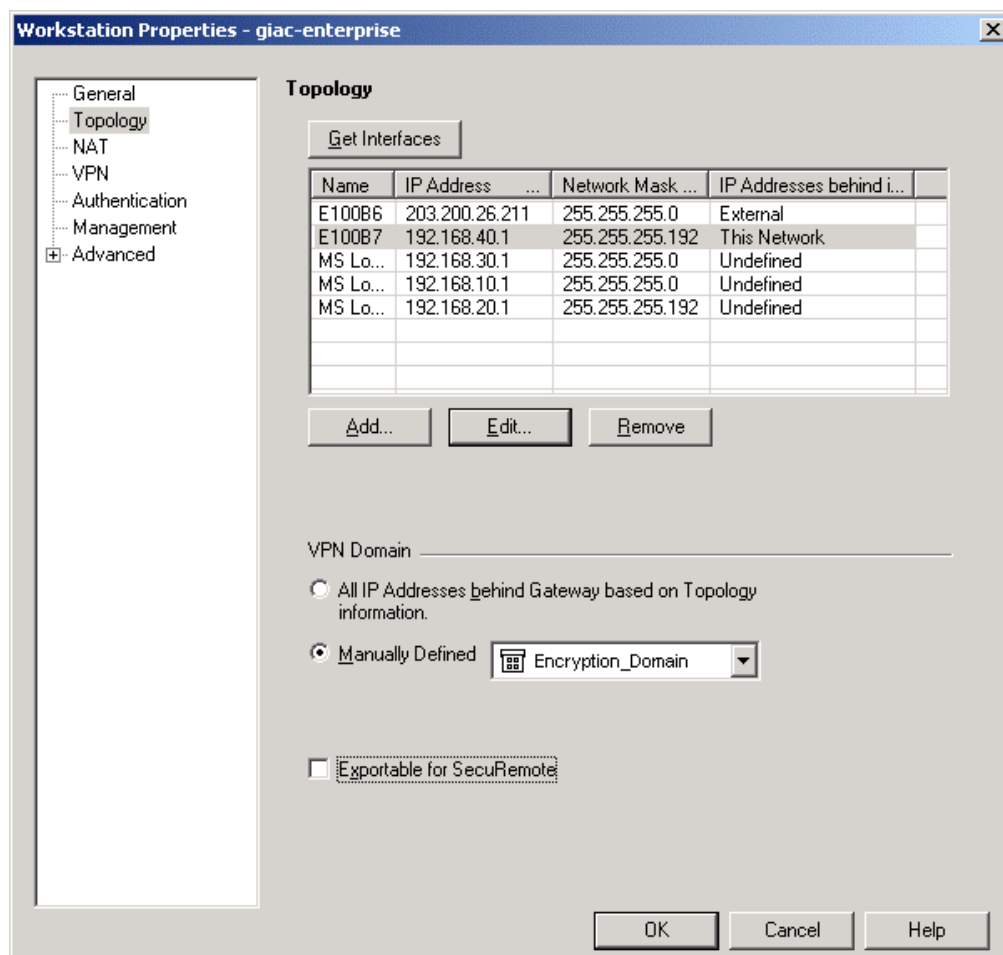 Workstation Properties - giac-enterprise
General
Topology
NAT
VPN
Authentication
Management
Advanced
Topology
Get Interfaces
Name IP Address ... Network Mask ... IP Addresses behind i...
E100B6 203.200.26.211 255.255.255.0 External
E100B7 192.168.40.1 255.255.255.192 This Network
MS Lo... 192.168.30.1 255.255.255.0 Undefined
MS Lo... 192.168.10.1 255.255.255.0 Undefined
MS Lo... 192.168.20.1 255.255.255.192 Undefined
Add... Edit... Remove
VPN Domain
All IP Addresses behind Gateway based on Topology
information.
Manually Defined Encryption_Domain
Exportable for SecuRemote
OK Cancel Help